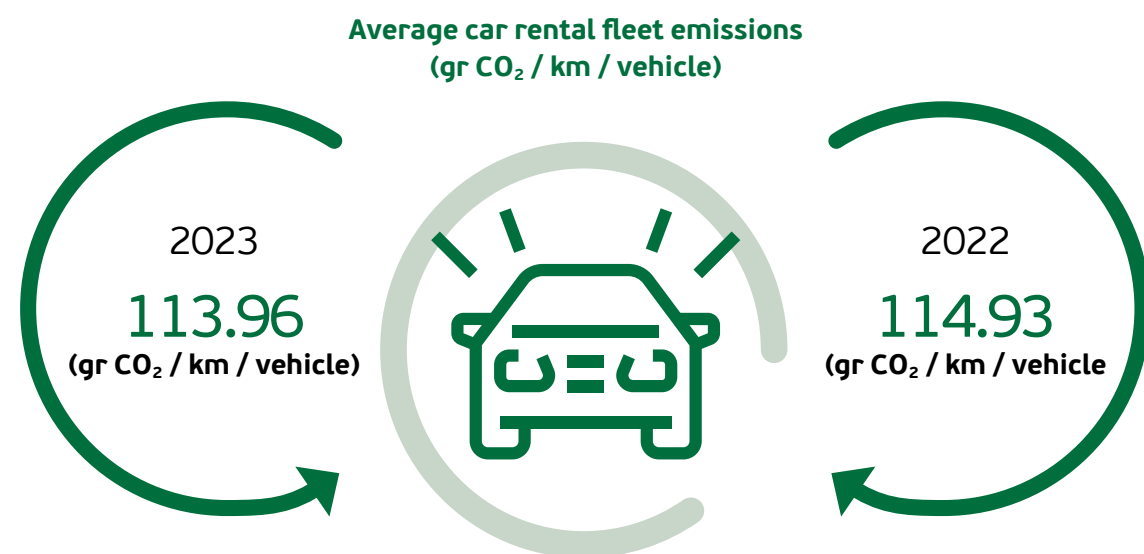 Average car rental fleet emissions
(gr CO₂ / km / vehicle)
2023
113.96
(gr CO₂ / km / vehicle)
2022
114.93
(gr CO₂ / km / vehicle